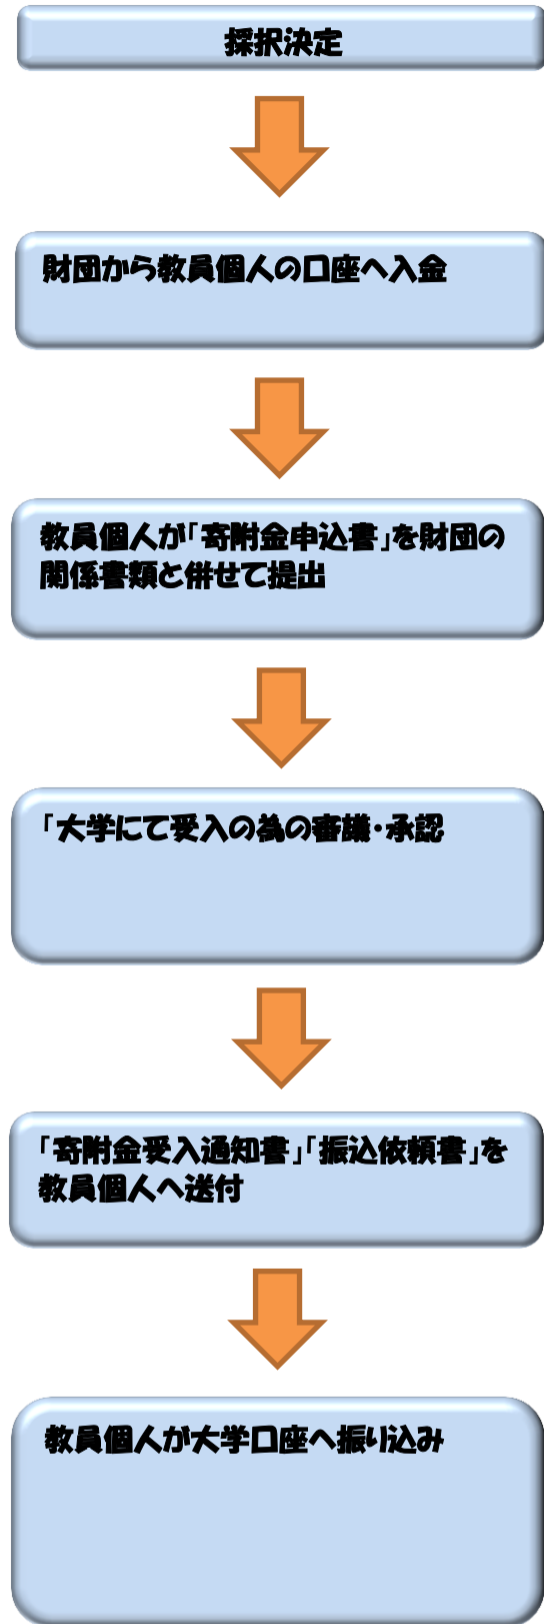 採択決定
財団から教員個人の口座へ入金
教員個人が「寄附金申込書」を財団の
関係書類と併せて提出
「大学にて受入の為の審議・承認
「寄附金受入通知書」「振込依頼書」を
教員個人へ送付
教員個人が大学口座へ振り込み